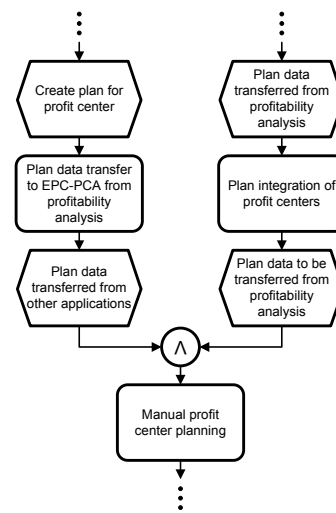 Create plan for
profit center
Plan data transfer
to EPC-PCA from
profitability
analysis
Plan data
transferred from
other applications
Plan data
transferred from
profitability
analysis
Plan integration of
profit centers
Plan data to be
transferred from
profitability
analysis
Λ
Manual profit
center planning